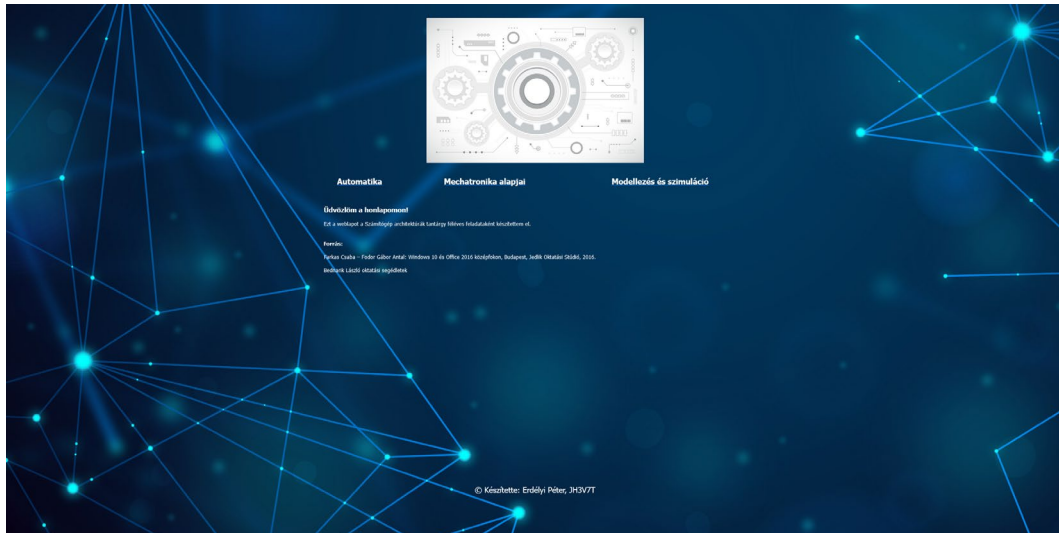 Automatika Mechatronika alapjai Modellezés és szimuláció
Üdvözlöm a honlapomon!
Ezt a weblapot a Számítógép architektúrák tantárgy féléves feladataként készítettem el.
Forrás:
Farkas Csaba – Fodor Gábor Antal: Windows 10 és Office 2016 középfokon, Budapest, Jedlik Oktatási Stúdió, 2016.
Bednarik László oktatási segédletek
© Készítette: Erdélyi Péter, JH3V7T